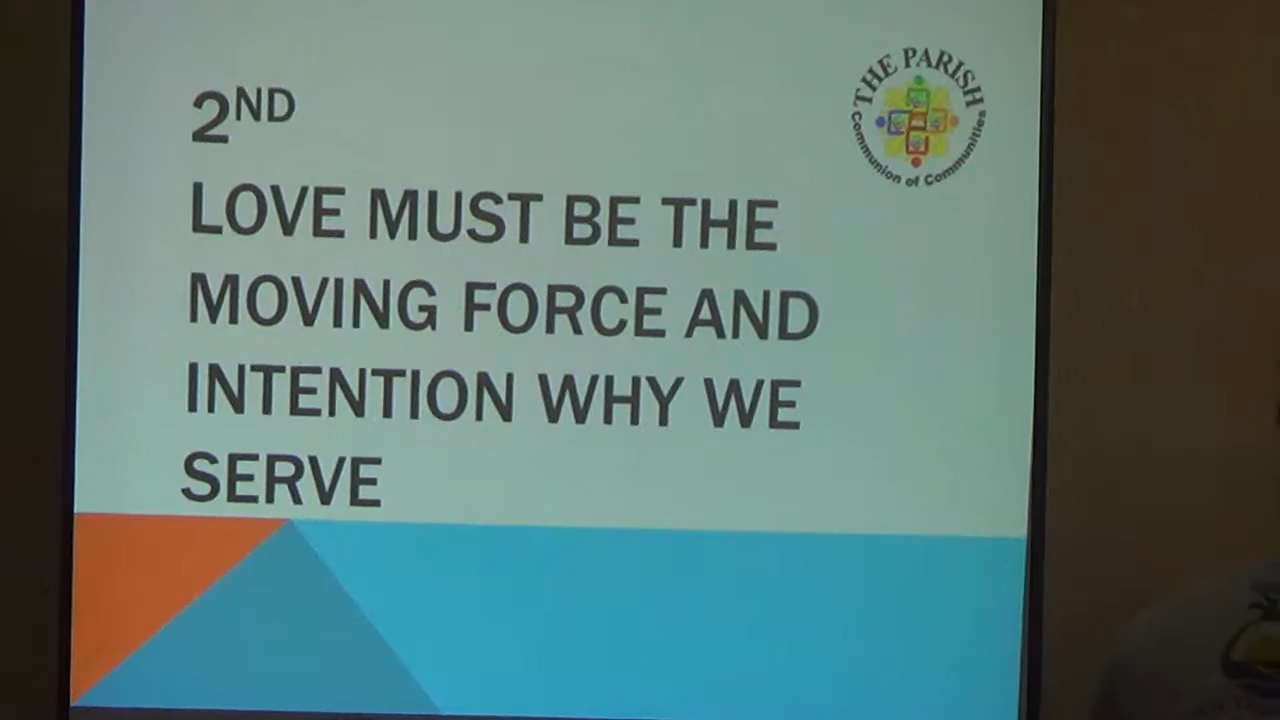 2ND
LOVE MUST BE THE
MOVING FORCE AND
INTENTION WHY WE
SERVE
THE PARISH
Communion of Communities